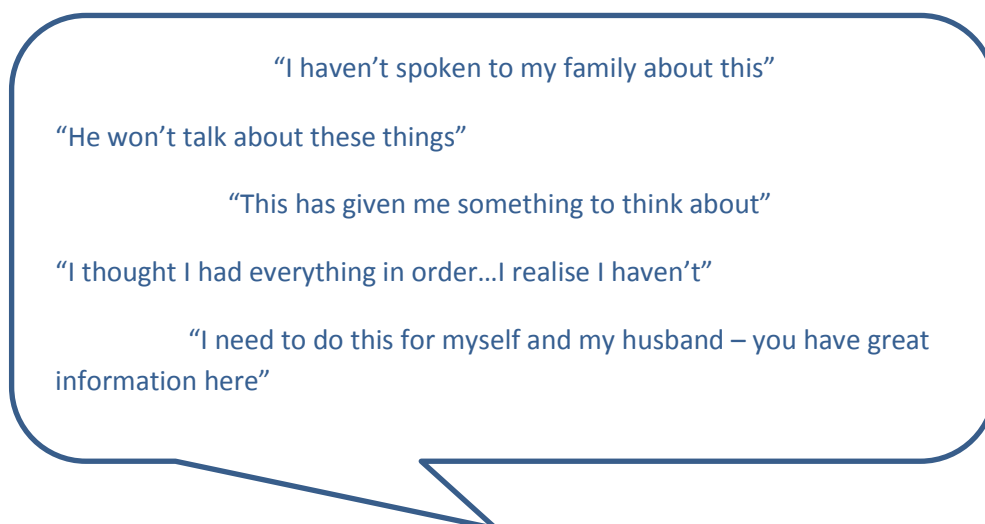 “I haven’t spoken to my family about this”
“He won’t talk about these things”
“This has given me something to think about”
“I thought I had everything in order…I realise I haven’t”
“I need to do this for myself and my husband – you have great
information here”